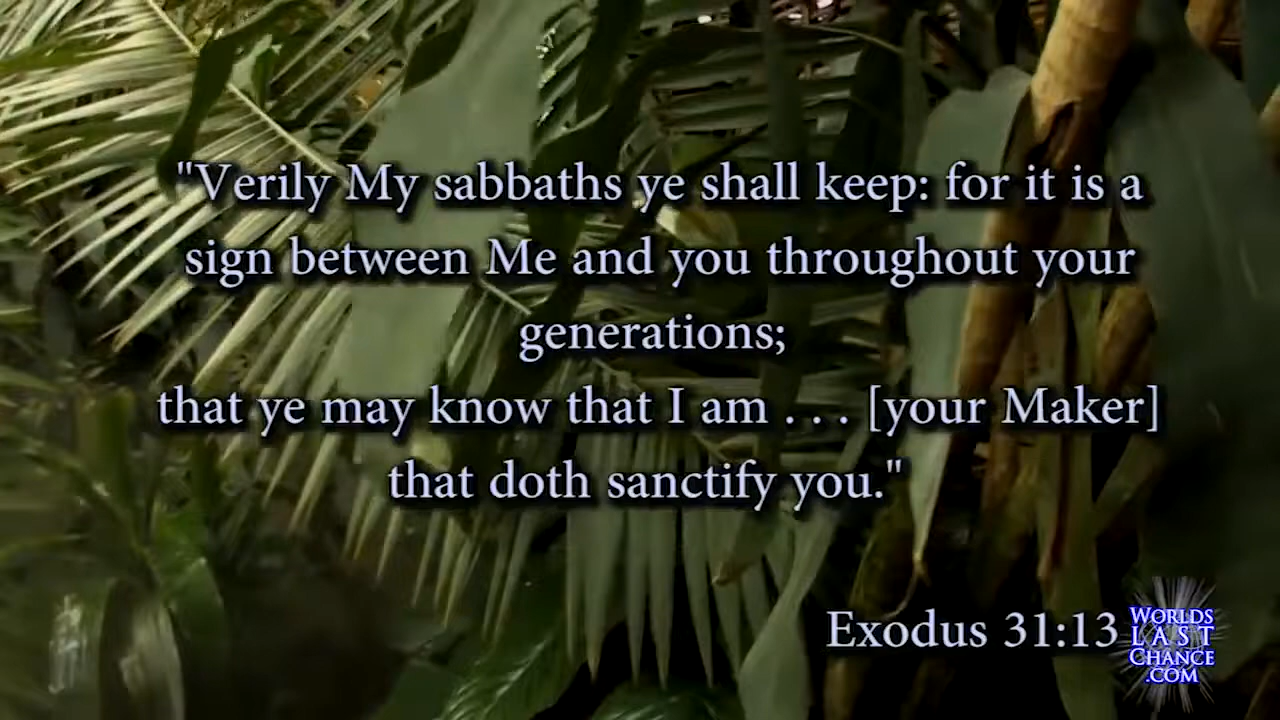 "Verily My sabbaths ye shall keep: for it is a
sign between Me and you throughout your
generations;
that ye may know that I am . . . [your Maker]
that doth sanctify you."
Exodus 31:13
WORLDS
LAST
CHANCE
.COM